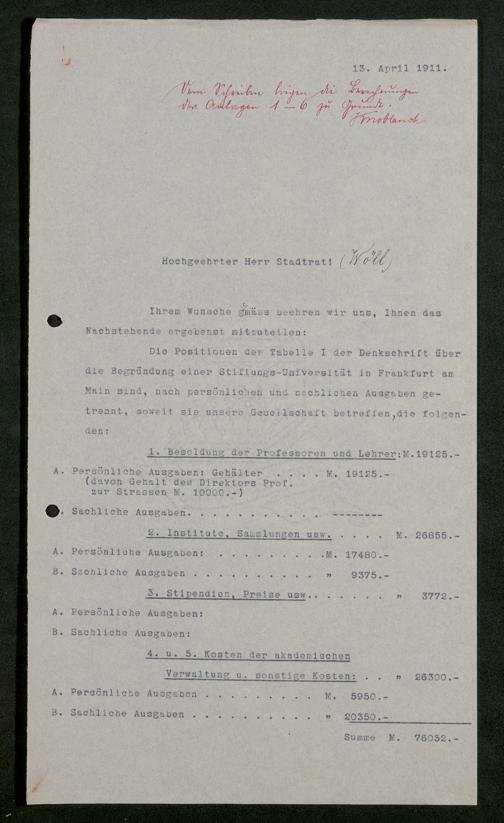 13. April 1911.
Dem Schreiben liegen die Berechnungen
der Anlagen 1–6 zu Grunde.
Knoblauch
Hochgeehrter Herr Stadtrat! (Wöll)
Ihrem Wunsche gemäss beehren wir uns, Ihnen das
Nachstehende ergebenst mitzuteilen:
Die Positionen der Tabelle I der Denkschrift über
die Begründung einer Stiftungs-Universität in Frankfurt am
Main sind, nach persönlichen und sachlichen Ausgaben ge-
trennt, soweit sie unsere Gesellschaft betreffen, die folgen-
den:
1. Besoldung der Professoren und Lehrer: M. 19125.-
A. Persönliche Ausgaben: Gehälter . . . . M. 19125.-
(davon Gehalt des Direktors Prof.
zur Strassen M. 10000.-)
. Sachliche Ausgaben. . . . . . . . . . . --------
2. Institute, Sammlungen usw. . . . . M. 26855.-
A. Persönliche Ausgaben: . . . . . . . . . M. 17480.-
B. Sachliche Ausgaben . . . . . . . . . . " 9375.-
3. Stipendien, Preise usw. . . . . . . " 3772.-
A. Persönliche Ausgaben:
B. Sachliche Ausgaben:
4. u. 5. Kosten der akademischen
Verwaltung u. sonstige Kosten: . . " 26300.-
A. Persönliche Ausgaben . . . . . . . . . M. 5950.-
B. Sachliche Ausgaben . . . . . . . . . . " 20350.-
Summe M. 76052.-